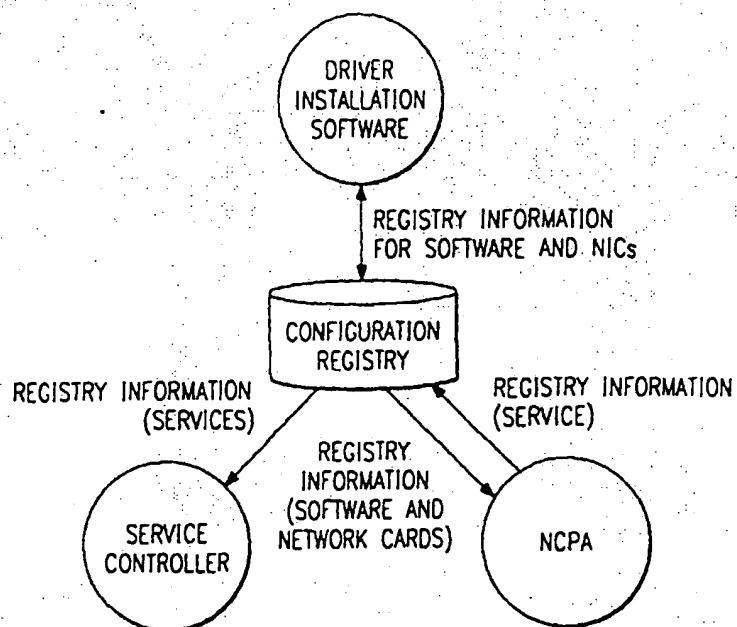 DRIVER
INSTALLATION
SOFTWARE
REGISTRY INFORMATION
FOR SOFTWARE AND NICs
CONFIGURATION
REGISTRY
REGISTRY INFORMATION
(SERVICES)
REGISTRY INFORMATION
(SERVICE)
REGISTRY
INFORMATION
(SOFTWARE AND
NETWORK CARDS)
SERVICE
CONTROLLER
NCPA